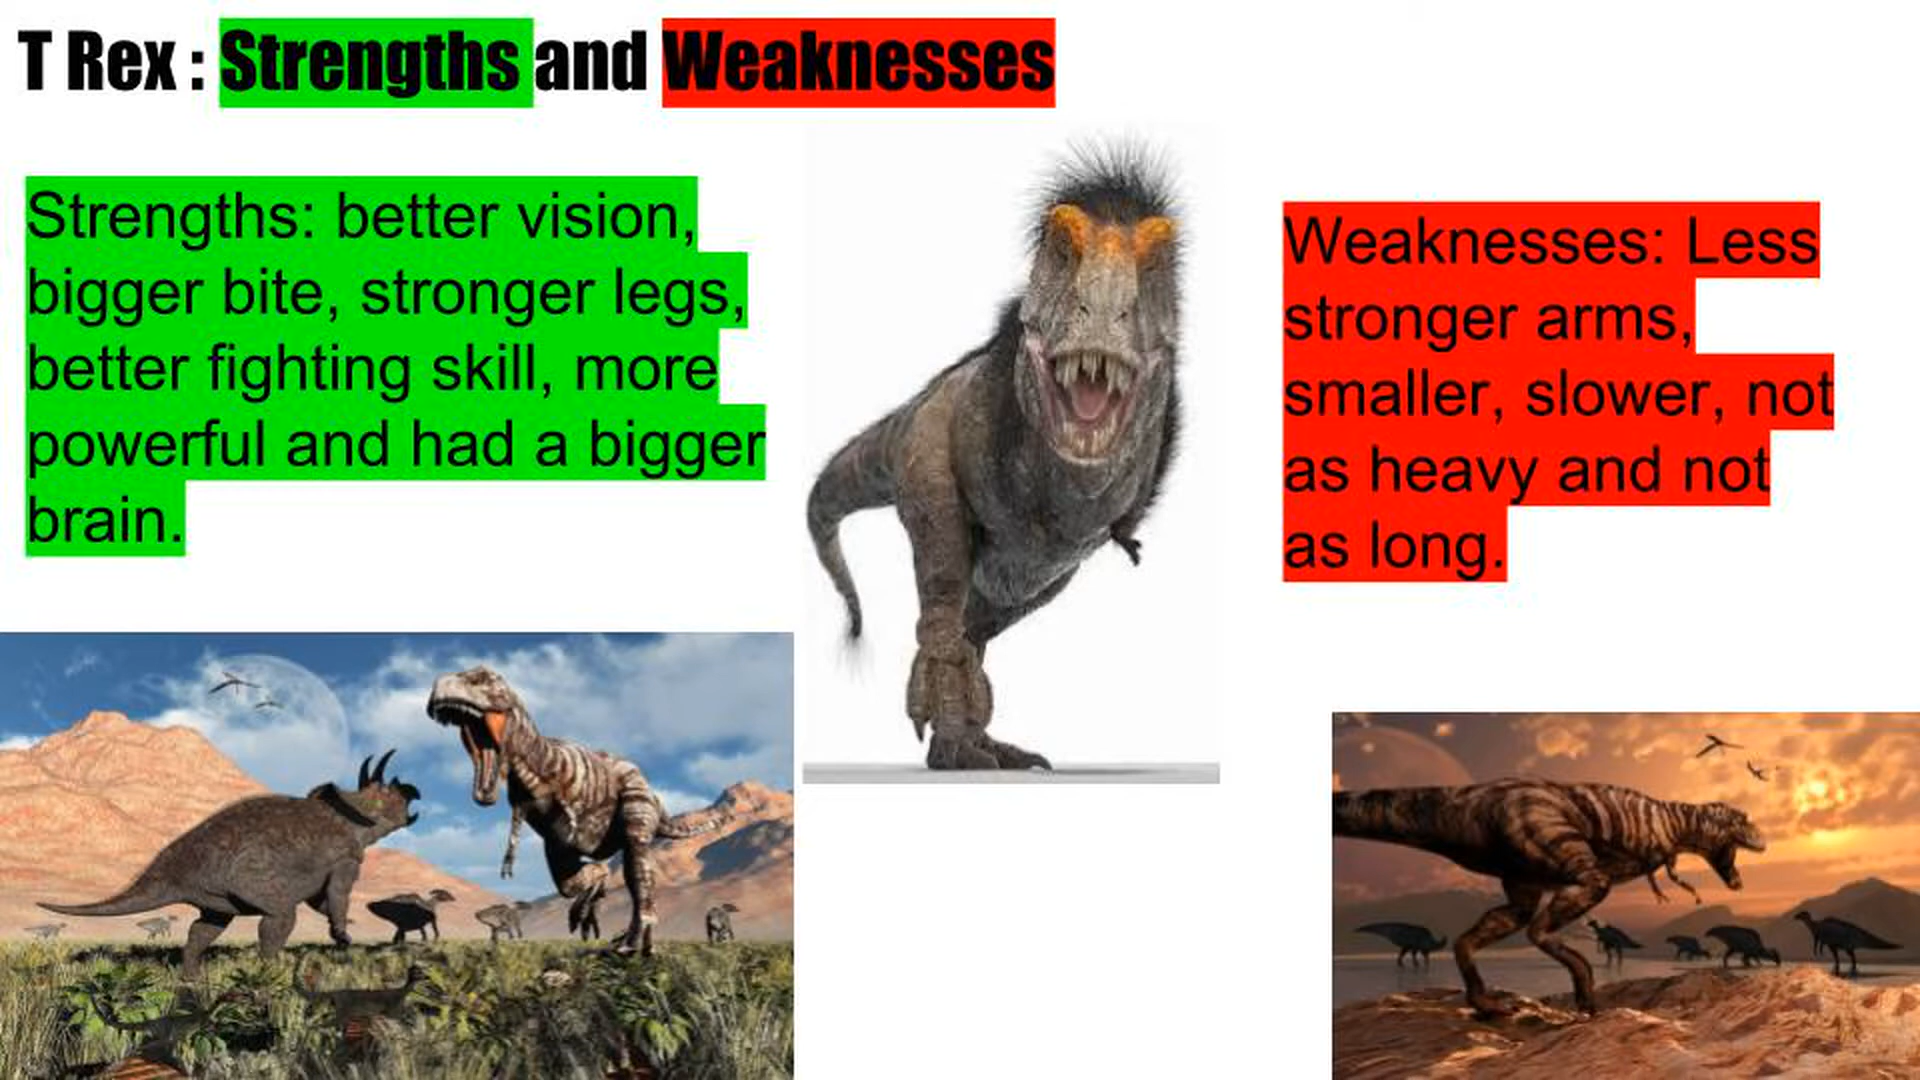 T Rex : Strengths and Weaknesses
Strengths: better vision,
bigger bite, stronger legs,
better fighting skill, more
powerful and had a bigger
brain.
Weaknesses: Less
stronger arms,
smaller, slower, not
as heavy and not
as long.